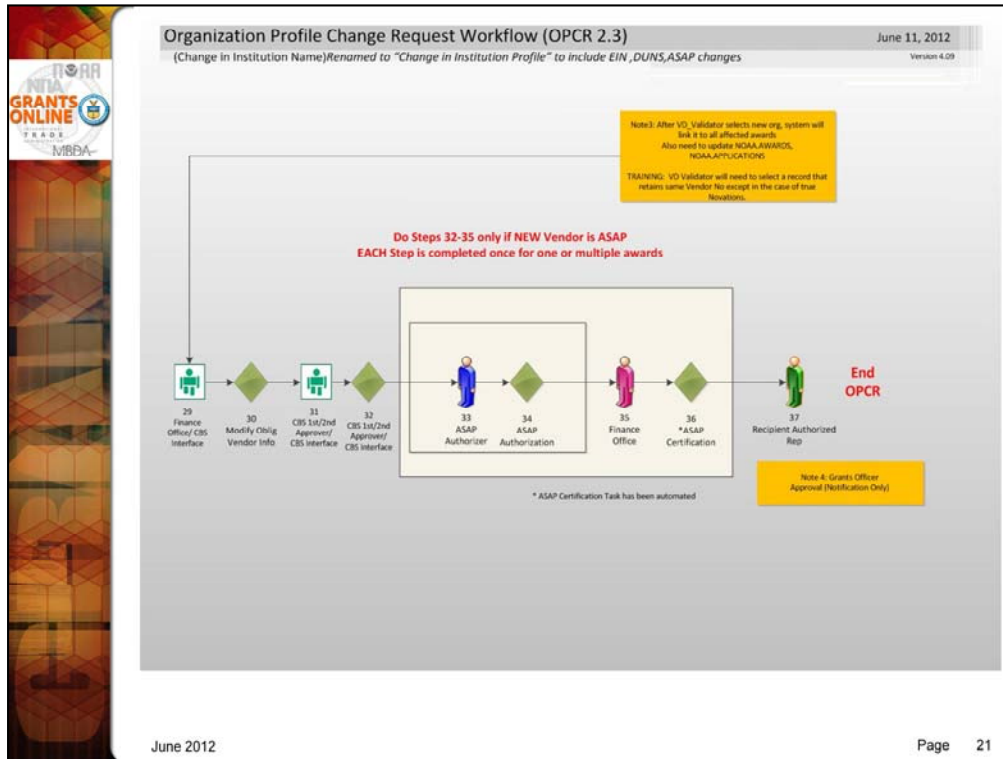 Organization Profile Change Request Workflow (OPCR 2.3)
June 11, 2012
(Change in Institution Name)Renamed to "Change in Institution Profile" to include EIN ,DUNS,ASAP changes
Version 4.09
NOAA
NTIA
GRANTS
ONLINE
TRADE
MBDA
Note3: After VO_Validator selects new org, system will
link it to all affected awards
Also need to update NOAA.AWARDS,
NOAA.APPLICATIONS
TRAINING: VO Validator will need to select a record that
retains same Vendor No except in the case of true
Novations.
Do Steps 32-35 only if NEW Vendor is ASAP
EACH Step is completed once for one or multiple awards
29
Finance
Office/ CBS
Interface
30
Modify Oblig
Vendor Info
31
CBS 1st/2nd
Approver/
CBS Interface
32
CBS 1st/2nd
Approver/
CBS Interface
33
ASAP
Authorizer
34
ASAP
Authorization
35
Finance
Office
36
*ASAP
Certification
37
Recipient Authorized
Rep
End
OPCR
* ASAP Certification Task has been automated
Note 4: Grants Officer
Approval (Notification Only)
June 2012
Page 21